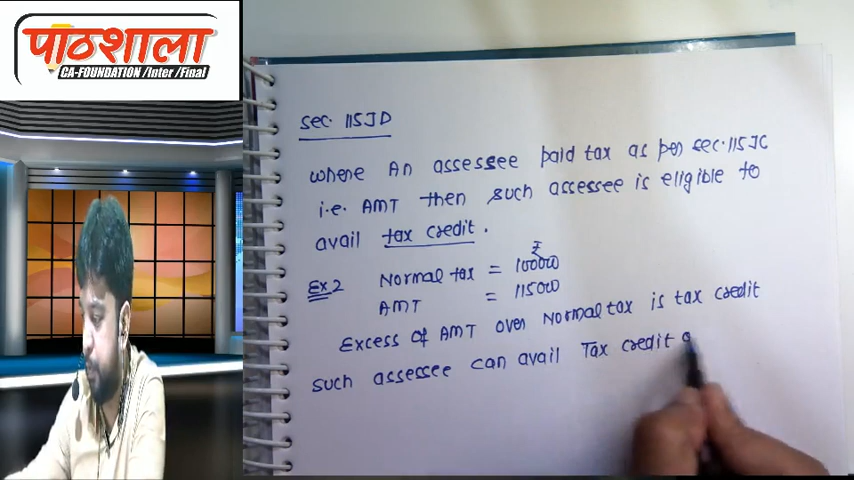 पाठशाला
CA-FOUNDATION /Inter /Final
sec. 115JD
where An assessee paid tax as per sec.115JC
i.e. AMT then such assessee is eligible to
avail tax credit.
₹
Ex2 Normal tax = 100000
AMT = 115000
Excess of AMT over Normal tax is tax credit
such assessee can avail Tax credit